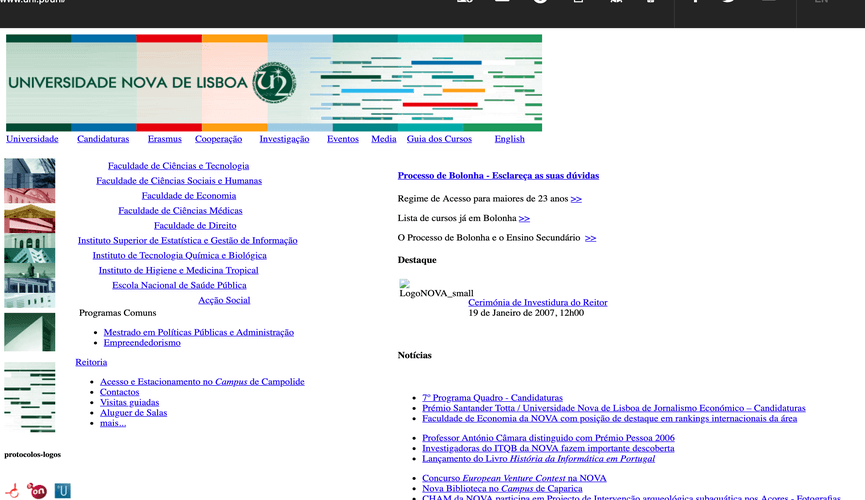 www.unl.pt/unl/
EN
UNIVERSIDADE NOVA DE LISBOA
Universidade Candidaturas Erasmus Cooperação Investigação Eventos Media Guia dos Cursos English
Faculdade de Ciências e Tecnologia
Faculdade de Ciências Sociais e Humanas
Faculdade de Economia
Faculdade de Ciências Médicas
Faculdade de Direito
Instituto Superior de Estatística e Gestão de Informação
Instituto de Tecnologia Química e Biológica
Instituto de Higiene e Medicina Tropical
Escola Nacional de Saúde Pública
Acção Social
Programas Comuns
Mestrado em Políticas Públicas e Administração
Empreendedorismo
Reitoria
Acesso e Estacionamento no Campus de Campolide
Contactos
Visitas guiadas
Aluguer de Salas
mais...
protocolos-logos
on
U
Processo de Bolonha - Esclareça as suas dúvidas
Regime de Acesso para maiores de 23 anos >>
Lista de cursos já em Bolonha >>
O Processo de Bolonha e o Ensino Secundário >>
Destaque
LogoNOVA_small
Cerimónia de Investidura do Reitor
19 de Janeiro de 2007, 12h00
Notícias
7º Programa Quadro - Candidaturas
Prémio Santander Totta / Universidade Nova de Lisboa de Jornalismo Económico – Candidaturas
Faculdade de Economia da NOVA com posição de destaque em rankings internacionais da área
Professor António Câmara distinguido com Prémio Pessoa 2006
Investigadoras do ITQB da NOVA fazem importante descoberta
Lançamento do Livro História da Informática em Portugal
Concurso European Venture Contest na NOVA
Nova Biblioteca no Campus de Caparica
CHAM da NOVA participa em Projecto de Intervenção arqueológica subaquática nos Açores - Fotografias